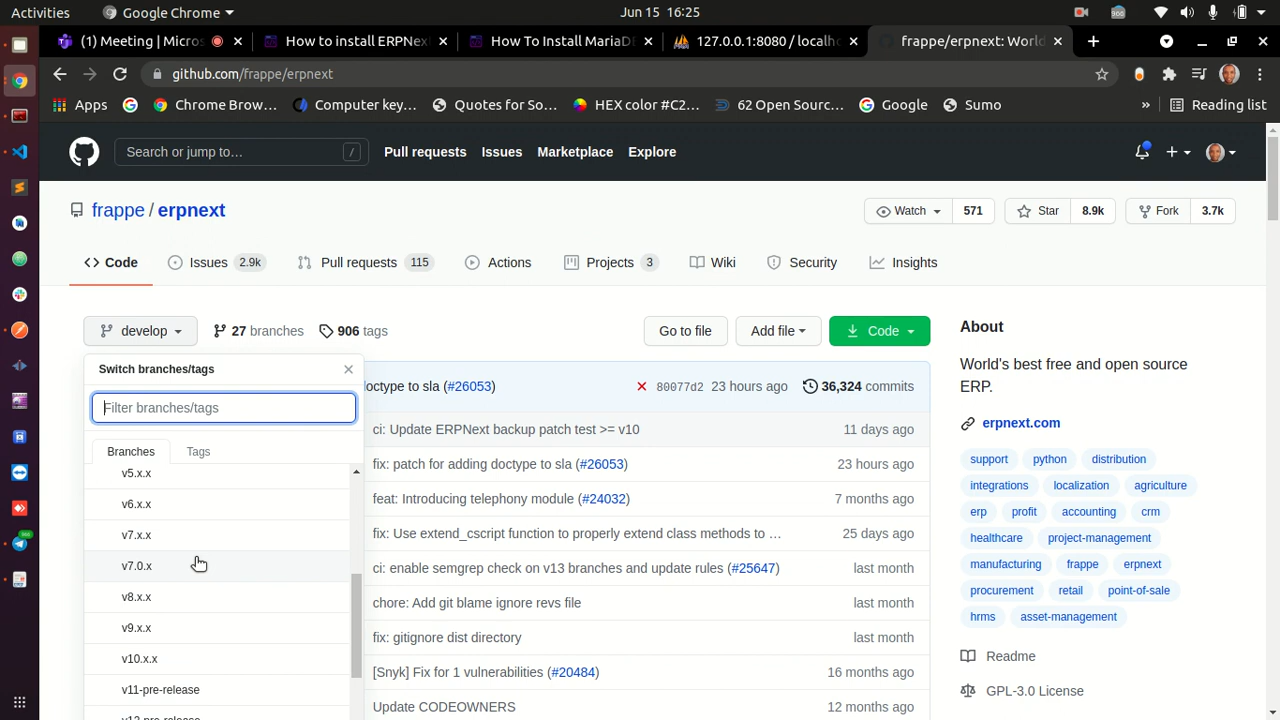 Activities Google Chrome Jun 15 16:25
(1) Meeting | Micros How to install ERPNex How To Install MariaD 127.0.0.1:8080 / localh frappe/erpnext: World
github.com/frappe/erpnext
Apps Chrome Brow... Computer key... Quotes for So... HEX color #C2... 62 Open Sourc... Google Sumo » Reading list
Search or jump to... / Pull requests Issues Marketplace Explore
frappe / erpnext Watch 571 Star 8.9k Fork 3.7k
Code Issues 2.9k Pull requests 115 Actions Projects 3 Wiki Security Insights
develop 27 branches 906 tags Go to file Add file Code
Switch branches/tags
Filter branches/tags
Branches Tags
v5.x.x
v6.x.x
v7.x.x
v7.0.x
v8.x.x
v9.x.x
v10.x.x
v11-pre-release
v12-pre-release
octype to sla (#26053) 80077d2 23 hours ago 36,324 commits
ci: Update ERPNext backup patch test >= v10 11 days ago
fix: patch for adding doctype to sla (#26053) 23 hours ago
feat: Introducing telephony module (#24032) 7 months ago
fix: Use extend_cscript function to properly extend class methods to ... 25 days ago
ci: enable semgrep check on v13 branches and update rules (#25647) last month
chore: Add git blame ignore revs file last month
fix: gitignore dist directory last month
[Snyk] Fix for 1 vulnerabilities (#20484) 16 months ago
Update CODEOWNERS 12 months ago
About
World's best free and open source
ERP.
erpnext.com
support python distribution
integrations localization agriculture
erp profit accounting crm
healthcare project-management
manufacturing frappe erpnext
procurement retail point-of-sale
hrms asset-management
Readme
GPL-3.0 License